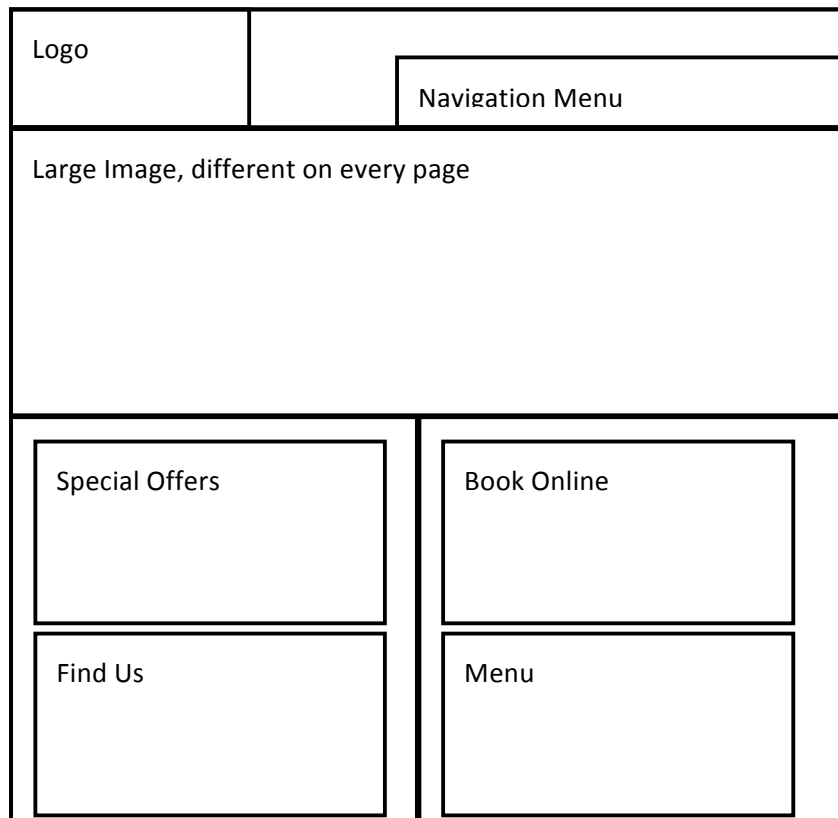 Logo
Navigation Menu
Large Image, different on every page
Special Offers
Book Online
Find Us
Menu